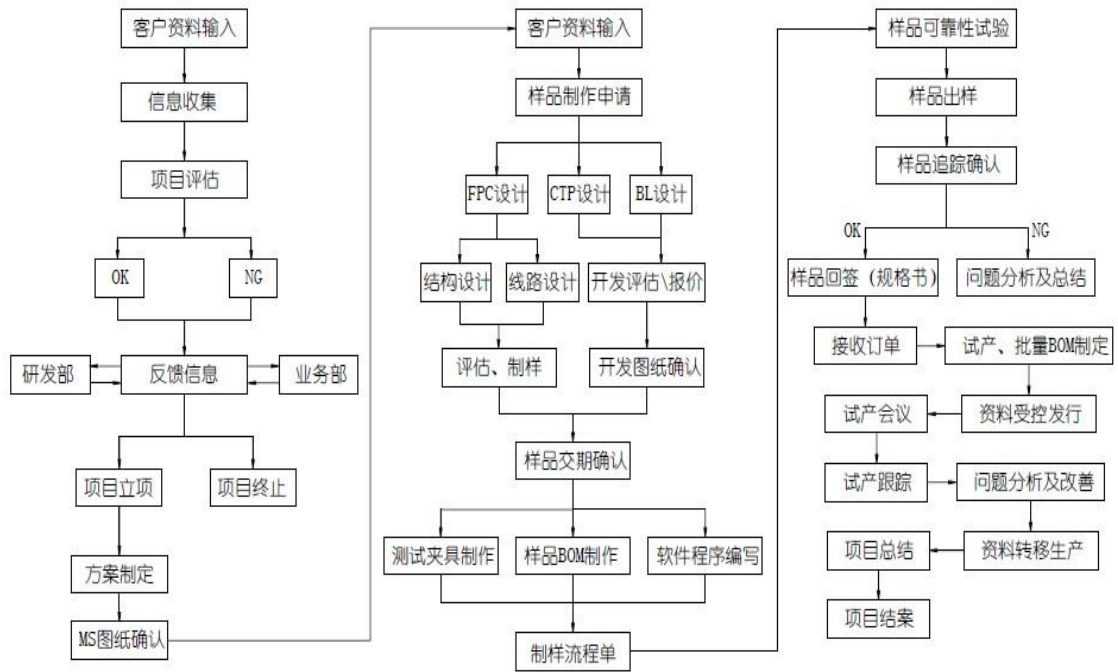 客户资料输入
信息收集
项目评估
OK
NG
研发部
反馈信息
业务部
项目立项
项目终止
方案制定
MS图纸确认
客户资料输入
样品制作申请
FPC设计
CTP设计
BL设计
结构设计
线路设计
开发评估\报价
评估、制样
开发图纸确认
样品交期确认
测试夹具制作
样品BOM制作
软件程序编写
制样流程单
样品可靠性试验
样品出样
样品追踪确认
OK
NG
样品回签（规格书）
问题分析及总结
接收订单
试产、批量BOM制定
试产会议
资料受控发行
试产跟踪
问题分析及改善
项目总结
资料转移生产
项目结案